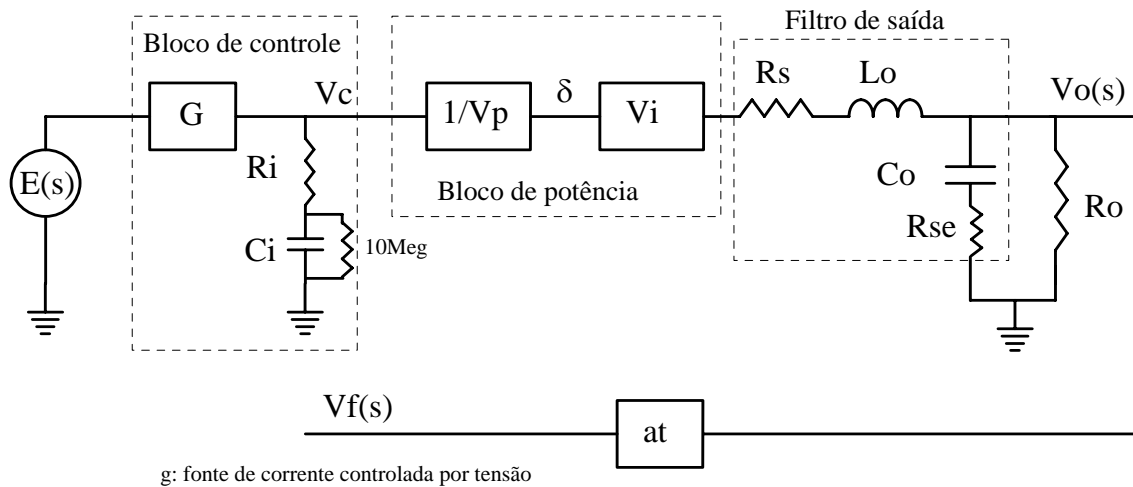 Bloco de controle
Filtro de saída
G
Vc
1/Vp
δ
Vi
Rs
Lo
Vo(s)
E(s)
Ri
Bloco de potência
Co
Rse
Ro
Ci
10Meg
Vf(s)
at
g: fonte de corrente controlada por tensão